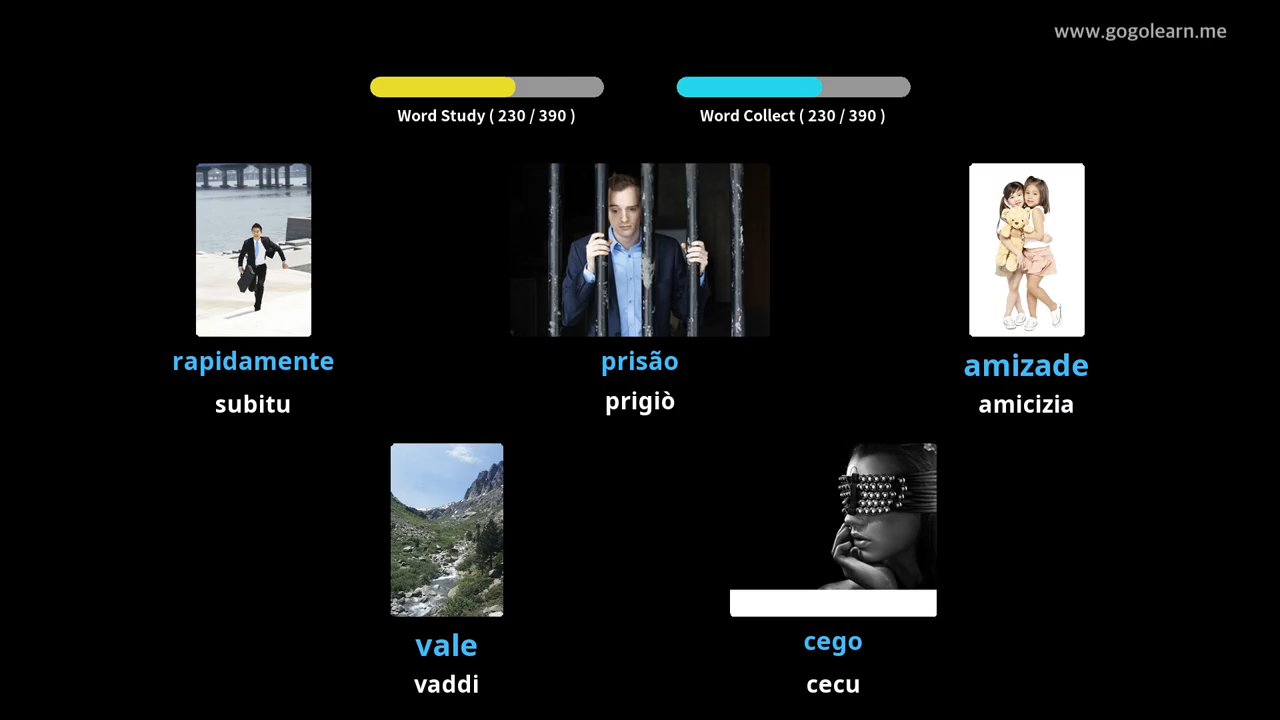 www.gogolearn.me
Word Study ( 230 / 390 )
Word Collect ( 230 / 390 )
rapidamente
subitu
prisão
prigiò
amizade
amicizia
vale
vaddi
cego
cecu